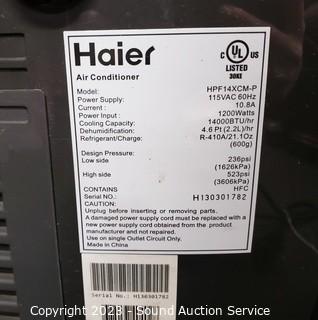 Haier
C UL US
LISTED
30KI
Air Conditioner
Model: HPF14XCM-P
Power Supply: 115VAC 60Hz
Current: 10.8A
Power Input: 1200Watts
Cooling Capacity: 14000BTU/hr
Dehumidification: 4.6 Pt (2.2L)/hr
Refrigerant/Charge: R-410A/21.1Oz
(600g)
Design Pressure:
Low side 236psi
(1626kPa)
High side 523psi
(3606kPa)
CONTAINS HFC
SERIAL NO.: H130301782
CAUTION:
Unplug before inserting or removing parts.
A damaged power supply cord must be replaced with a
new power supply cord obtained from the product
manufacturer and not repaired.
Use on single Outlet Circuit Only.
Made in China
Serial No.: H130301782
Copyright 2023 - Sound Auction Service